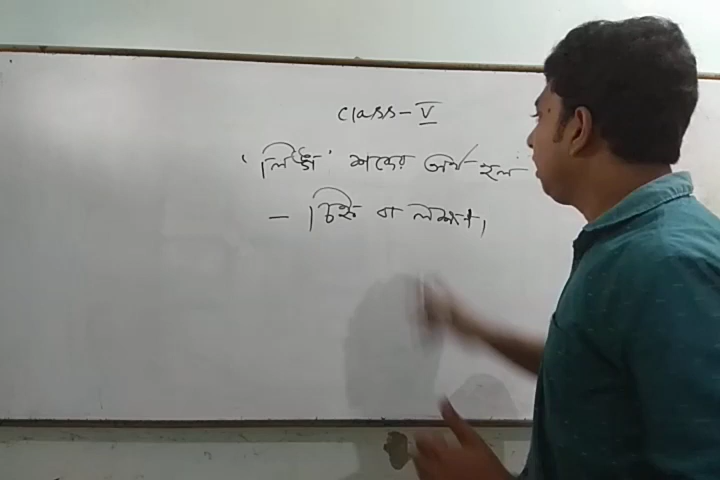 Class-V
'লিঙ্গ' শব্দের অর্থ হল
- চিহ্ন বা লক্ষণ।